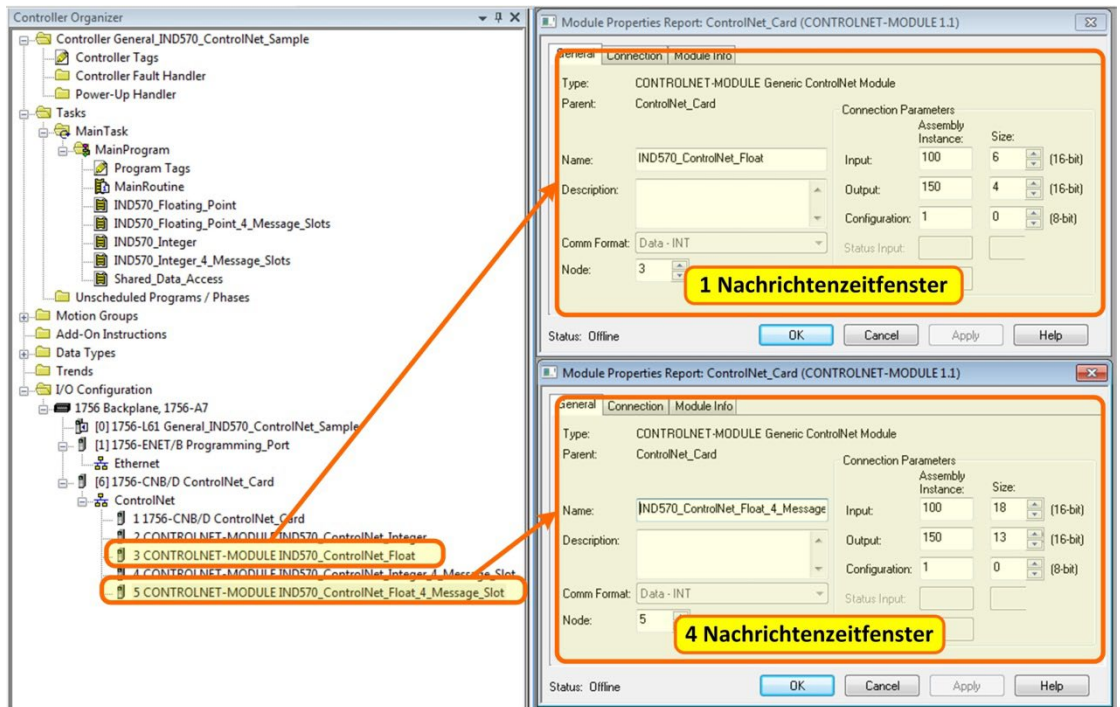 Controller Organizer
Controller General_IND570_ControlNet_Sample
Controller Tags
Controller Fault Handler
Power-Up Handler
Tasks
MainTask
MainProgram
Program Tags
MainRoutine
IND570_Floating_Point
IND570_Floating_Point_4_Message_Slots
IND570_Integer
IND570_Integer_4_Message_Slots
Shared_Data_Access
Unscheduled Programs / Phases
Motion Groups
Add-On Instructions
Data Types
Trends
I/O Configuration
1756 Backplane, 1756-A7
[0] 1756-L61 General_IND570_ControlNet_Sample
[1] 1756-ENET/B Programming_Port
Ethernet
[6] 1756-CNB/D ControlNet_Card
ControlNet
1 1756-CNB/D ControlNet_Card
2 CONTROLNET-MODULE IND570_ControlNet_Integer
3 CONTROLNET-MODULE IND570_ControlNet_Float
4 CONTROLNET-MODULE IND570_ControlNet_Integer_4_Message_Slot
5 CONTROLNET-MODULE IND570_ControlNet_Float_4_Message_Slot
Module Properties Report: ControlNet_Card (CONTROLNET-MODULE 1.1)
General Connection Module Info
Type: CONTROLNET-MODULE Generic ControlNet Module
Parent: ControlNet_Card
Connection Parameters
Assembly Instance: Size:
Name: IND570_ControlNet_Float Input: 100 6 (16-bit)
Description: Output: 150 4 (16-bit)
Configuration: 1 0 (8-bit)
Comm Format: Data - INT Status Input:
Node: 3
1 Nachrichtenzeitfenster
Status: Offline OK Cancel Apply Help
Module Properties Report: ControlNet_Card (CONTROLNET-MODULE 1.1)
General Connection Module Info
Type: CONTROLNET-MODULE Generic ControlNet Module
Parent: ControlNet_Card
Connection Parameters
Assembly Instance: Size:
Name: IND570_ControlNet_Float_4_Message Input: 100 18 (16-bit)
Description: Output: 150 13 (16-bit)
Configuration: 1 0 (8-bit)
Comm Format: Data - INT Status Input:
Node: 5
4 Nachrichtenzeitfenster
Status: Offline OK Cancel Apply Help